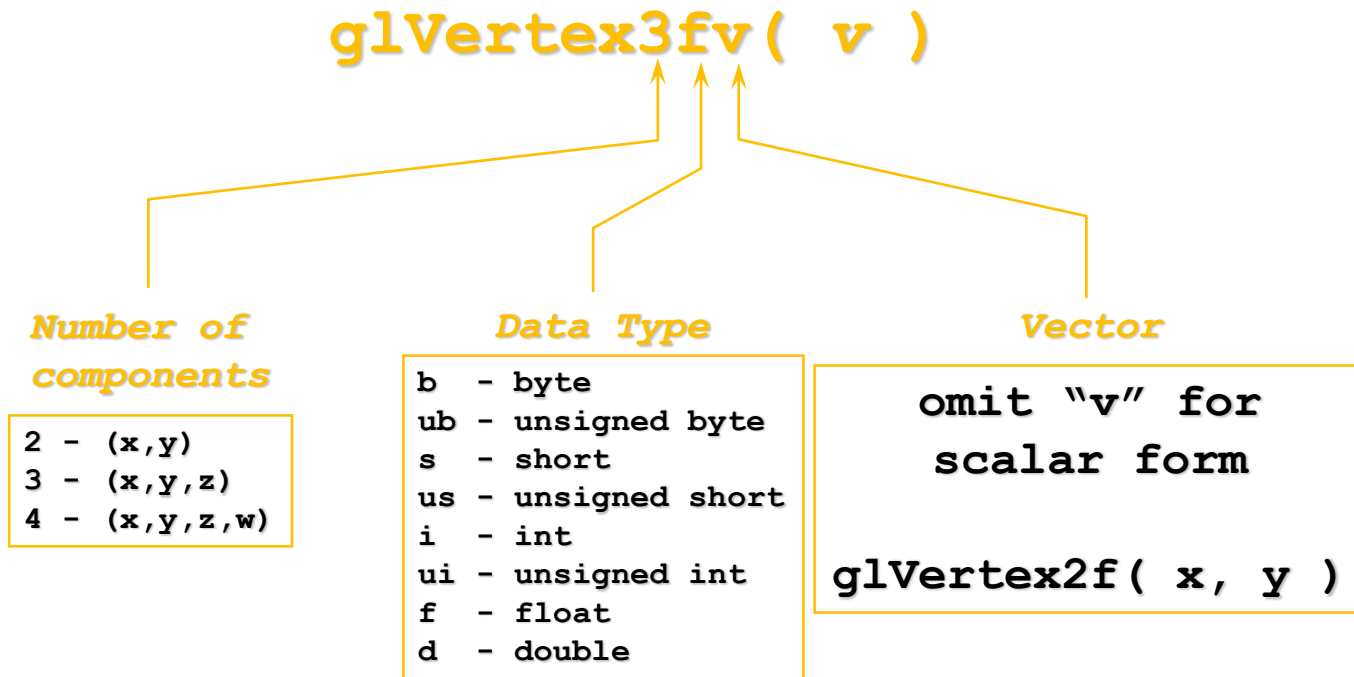 glVertex3fv( v )
Number of
components
2 - (x,y)
3 - (x,y,z)
4 - (x,y,z,w)
Data Type
b - byte
ub - unsigned byte
s - short
us - unsigned short
i - int
ui - unsigned int
f - float
d - double
Vector
omit “v” for
scalar form
glVertex2f( x, y )